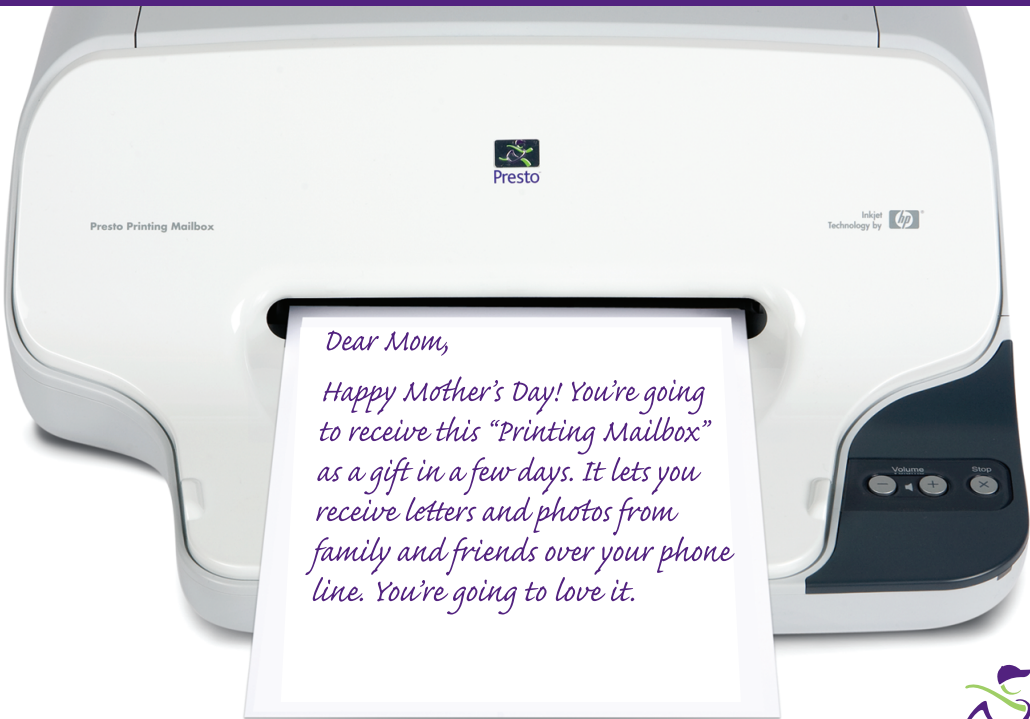 Presto
Presto Printing Mailbox
Inkjet
Technology by hp
Dear Mom,
Happy Mother's Day! You're going
to receive this "Printing Mailbox"
as a gift in a few days. It lets you
receive letters and photos from
family and friends over your phone
line. You're going to love it.
Volume
Stop